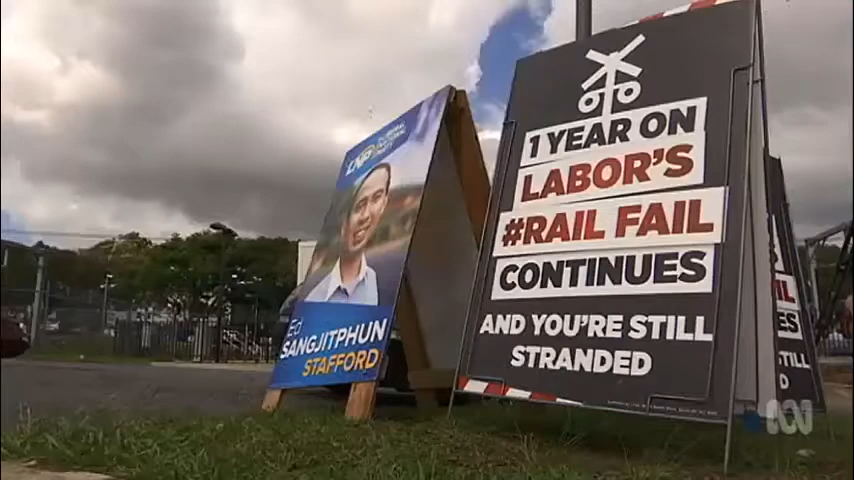 LNP
Ed
SANGJITPHUN
STAFFORD
1 YEAR ON
LABOR'S
#RAIL FAIL
CONTINUES
AND YOU'RE STILL
STRANDED
abc